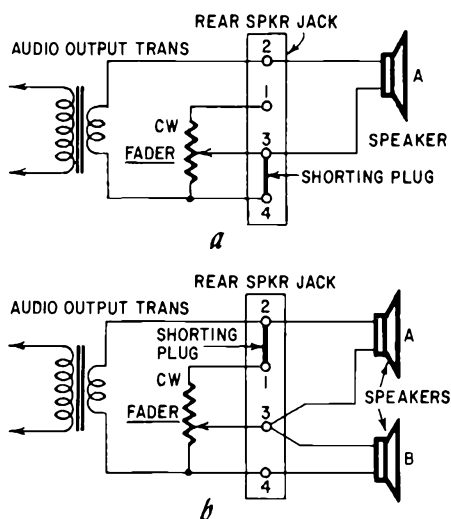 REAR SPKR JACK
AUDIO OUTPUT TRANS
2
A
1
CW
SPEAKER
FADER
3
SHORTING PLUG
4
a
REAR SPKR JACK
AUDIO OUTPUT TRANS
2
SHORTING
PLUG
A
1
CW
SPEAKERS
FADER
3
B
4
b